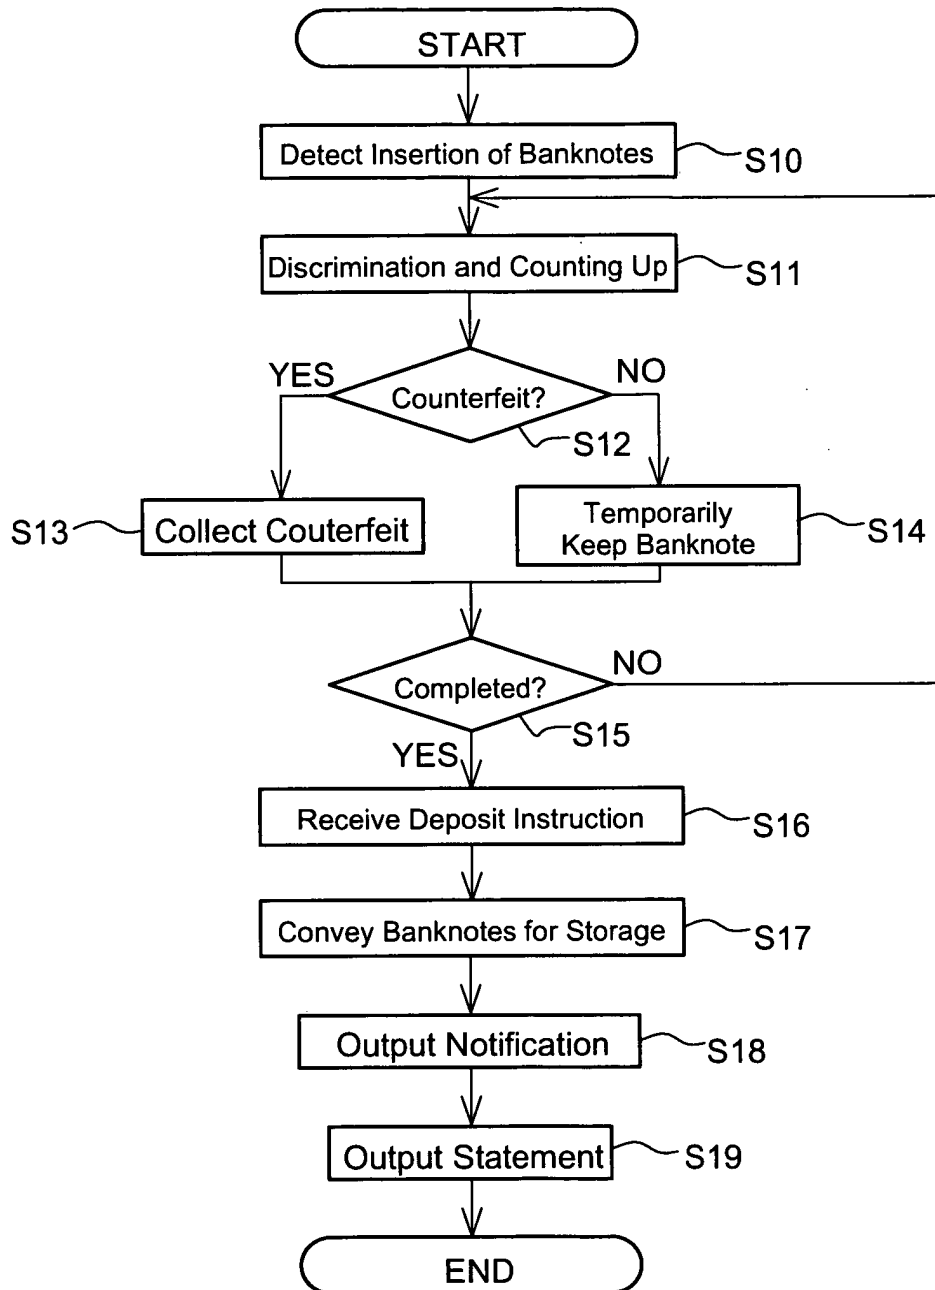 START
Detect Insertion of Banknotes
S10
Discrimination and Counting Up
S11
YES
NO
Counterfeit?
S12
S13
Collect Couterfeit
Temporarily
Keep Banknote
S14
NO
Completed?
S15
YES
Receive Deposit Instruction
S16
Convey Banknotes for Storage
S17
Output Notification
S18
Output Statement
S19
END